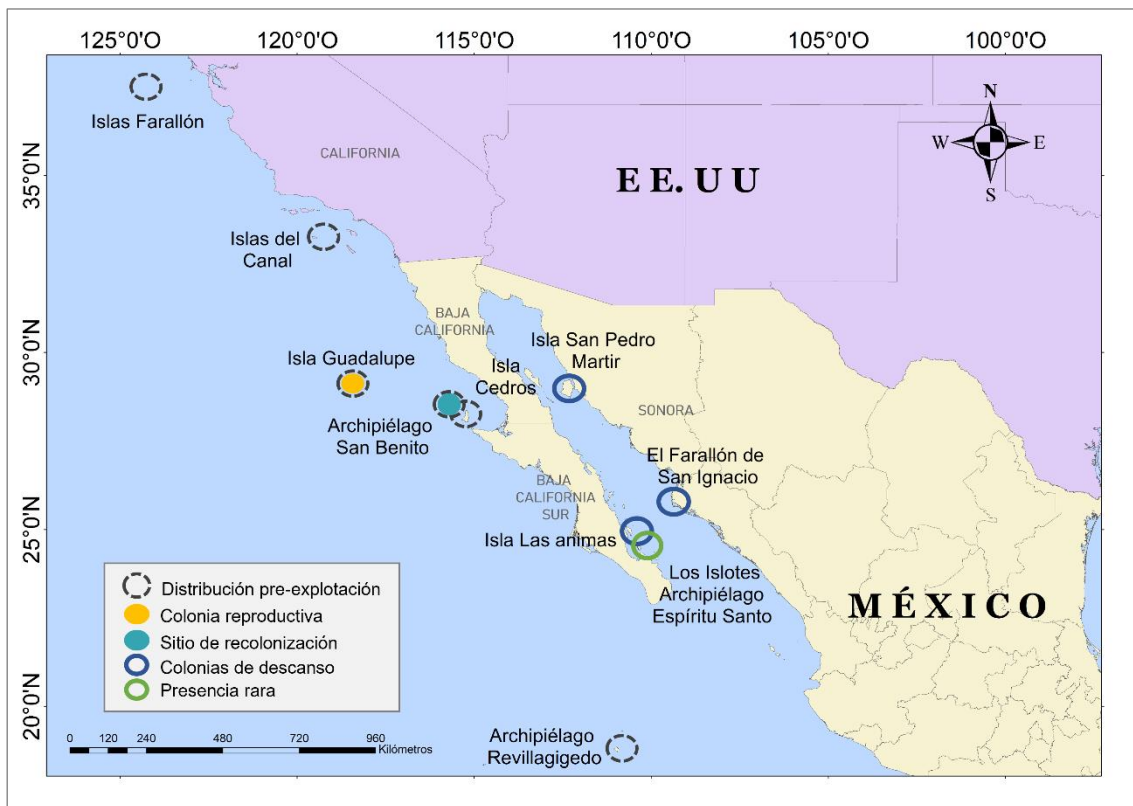 125°0'O
120°0'O
115°0'O
110°0'O
105°0'O
100°0'O
35°0'N
30°0'N
25°0'N
20°0'N
N
W
E
S
Islas Farallón
CALIFORNIA
EE. U U
Islas del
Canal
BAJA
CALIFORNIA
Isla Guadalupe
Isla San Pedro
Martir
Isla
Cedros
SONORA
Archipiélago
San Benito
El Farallón de
San Ignacio
BAJA
CALIFORNIA
SUR
Isla Las animas
Los Islotes
Archipiélago
Espíritu Santo
MÉXICO
Distribución pre-explotación
Colonia reproductiva
Sitio de recolonización
Colonias de descanso
Presencia rara
0 120 240 480 720 960
Kilómetros
Archipiélago
Revillagigedo